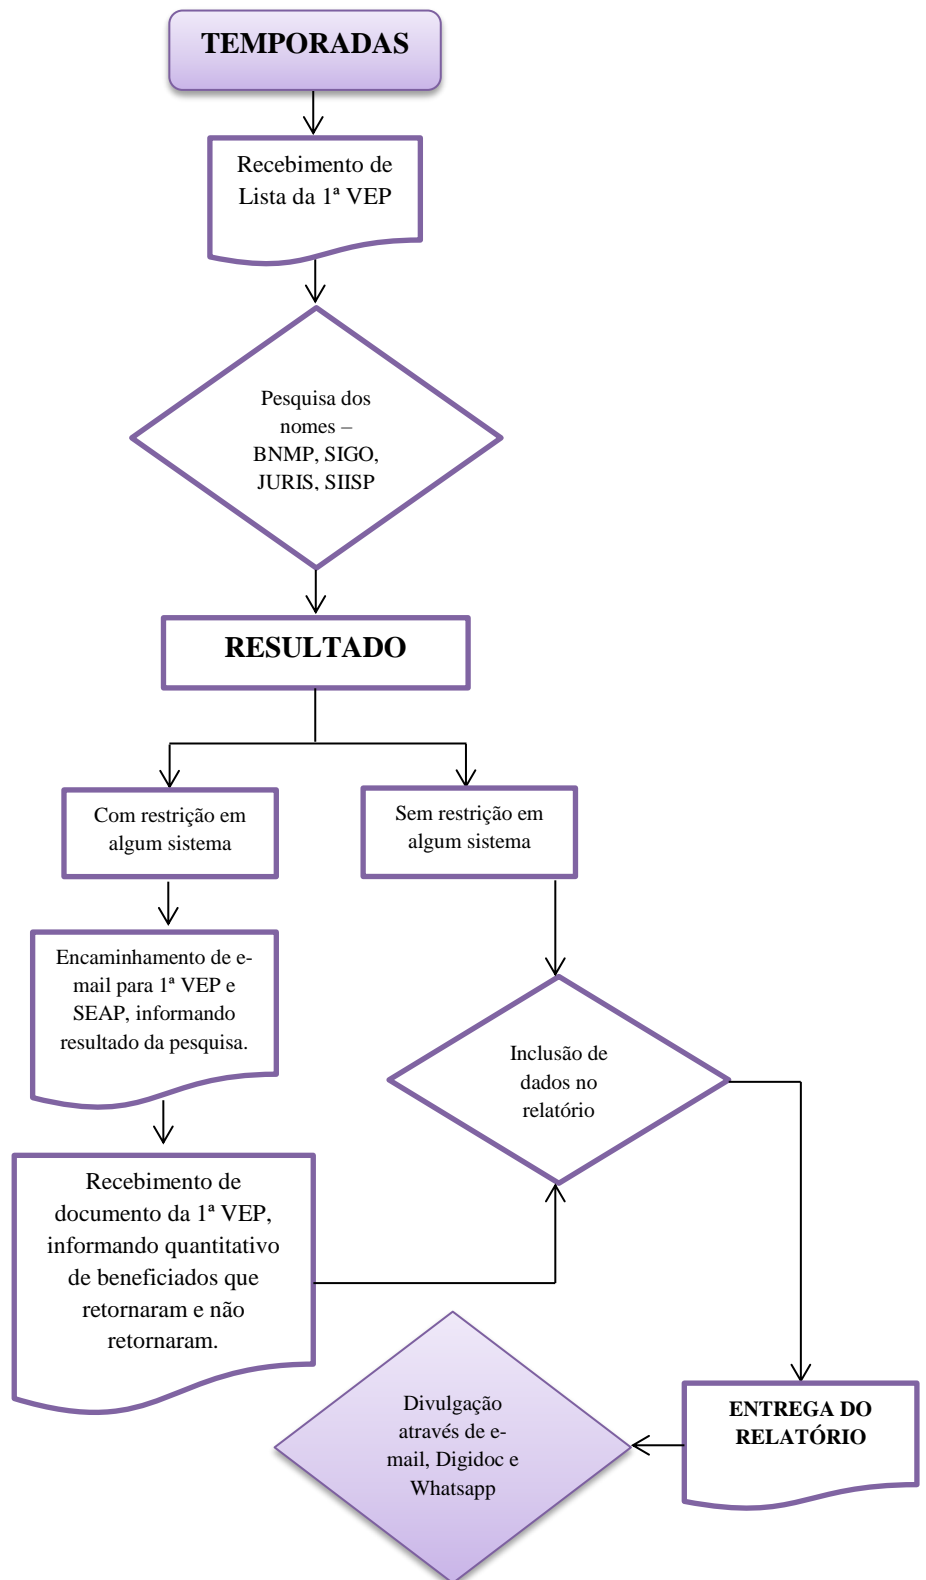 TEMPORADAS
Recebimento de
Lista da 1ª VEP
Pesquisa dos
nomes –
BNMP, SIGO,
JURIS, SIISP
RESULTADO
Com restrição em
algum sistema
Sem restrição em
algum sistema
Encaminhamento de e-
mail para 1ª VEP e
SEAP, informando
resultado da pesquisa.
Inclusão de
dados no
relatório
Recebimento de
documento da 1ª VEP,
informando quantitativo
de beneficiados que
retornaram e não
retornaram.
ENTREGA DO
RELATÓRIO
Divulgação
através de e-
mail, Digidoc e
Whatsapp